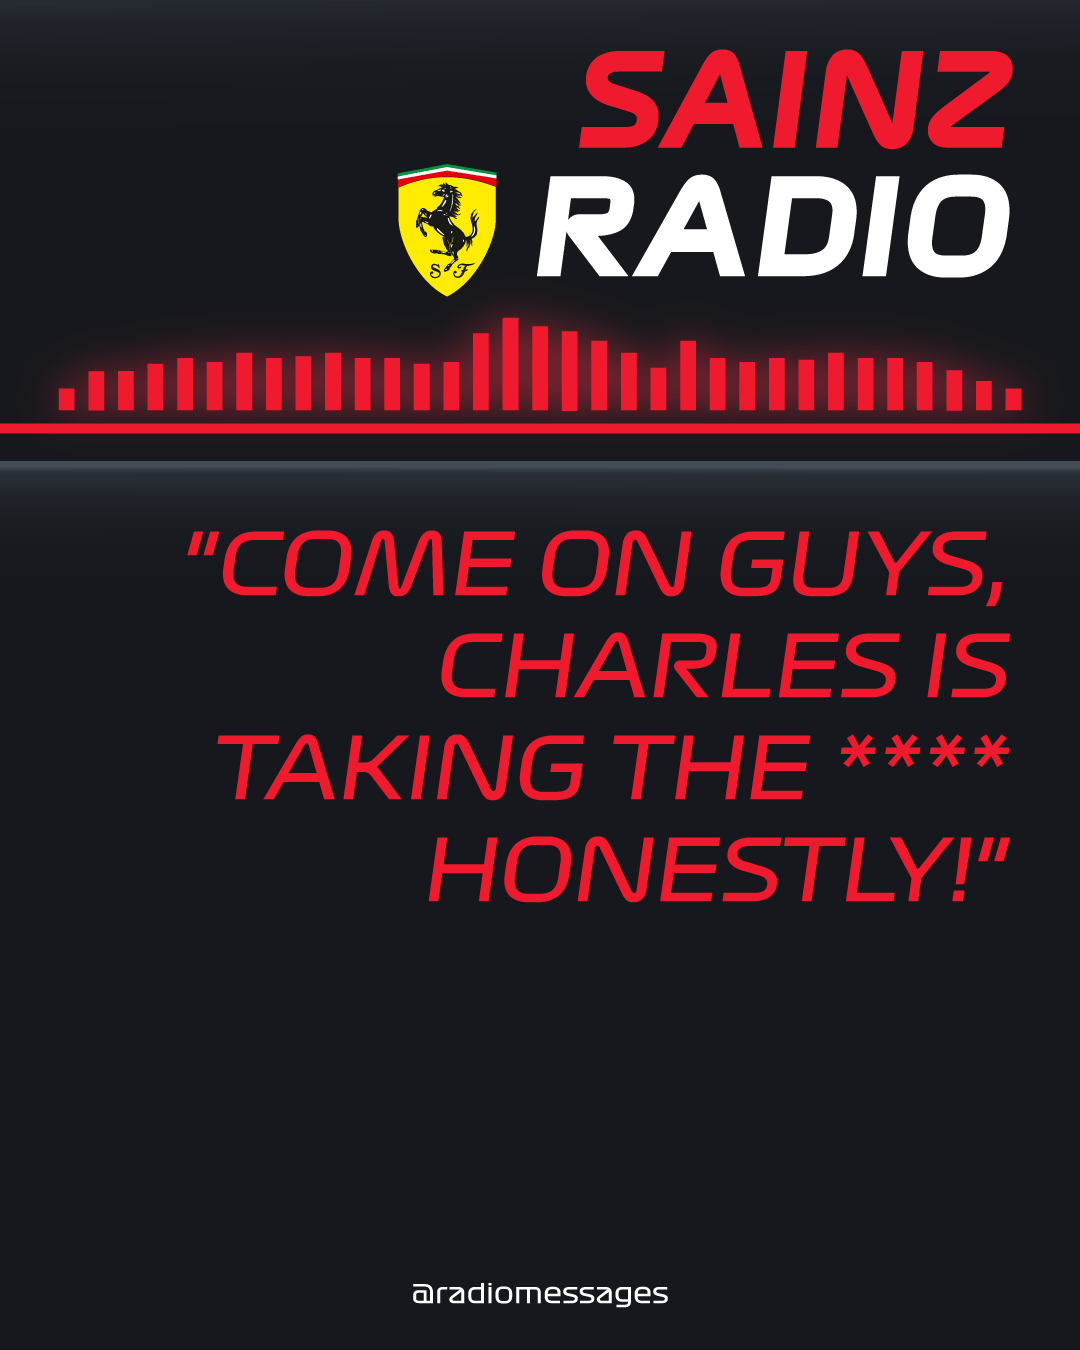 SAINZ
RADIO
S F
"COME ON GUYS,
CHARLES IS
TAKING THE ****
HONESTLY!"
@radiomessages